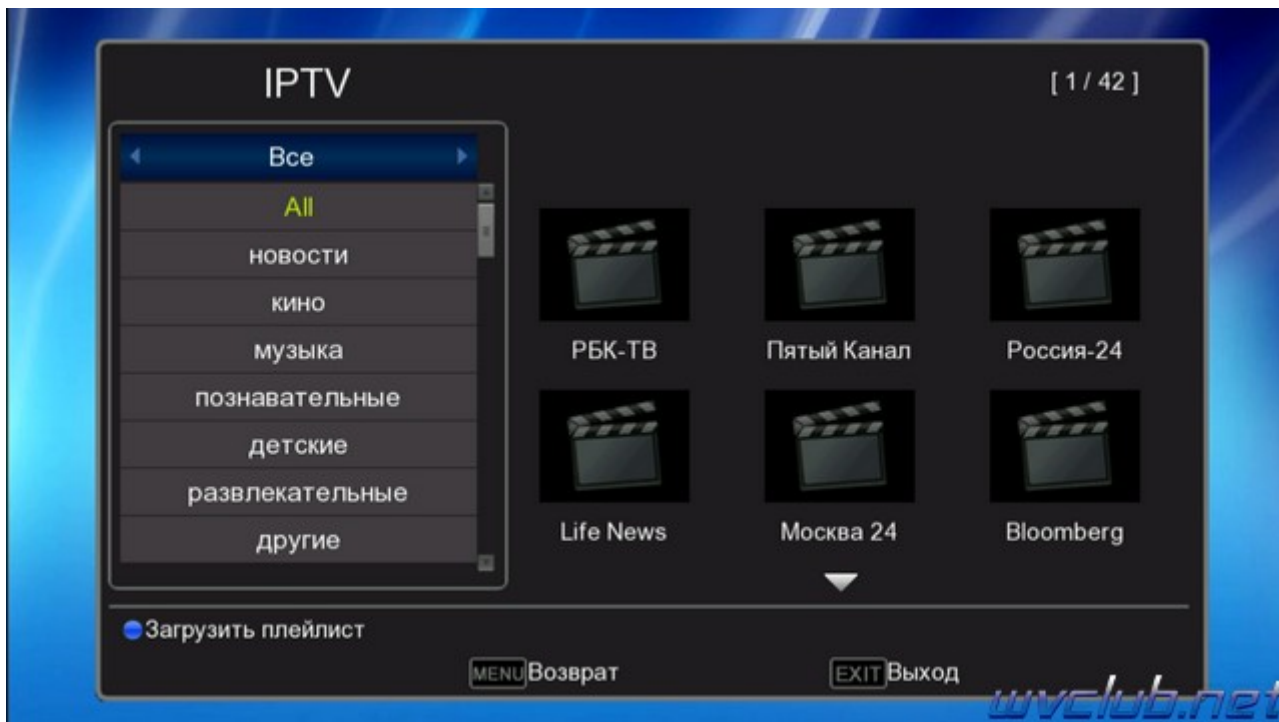 IPTV
[ 1 / 42 ]
Все
All
новости
кино
музыка
познавательные
детские
развлекательные
другие
РБК-ТВ
Пятый Канал
Россия-24
Life News
Москва 24
Bloomberg
Загрузить плейлист
MENU Возврат
EXIT Выход
wvclub.net